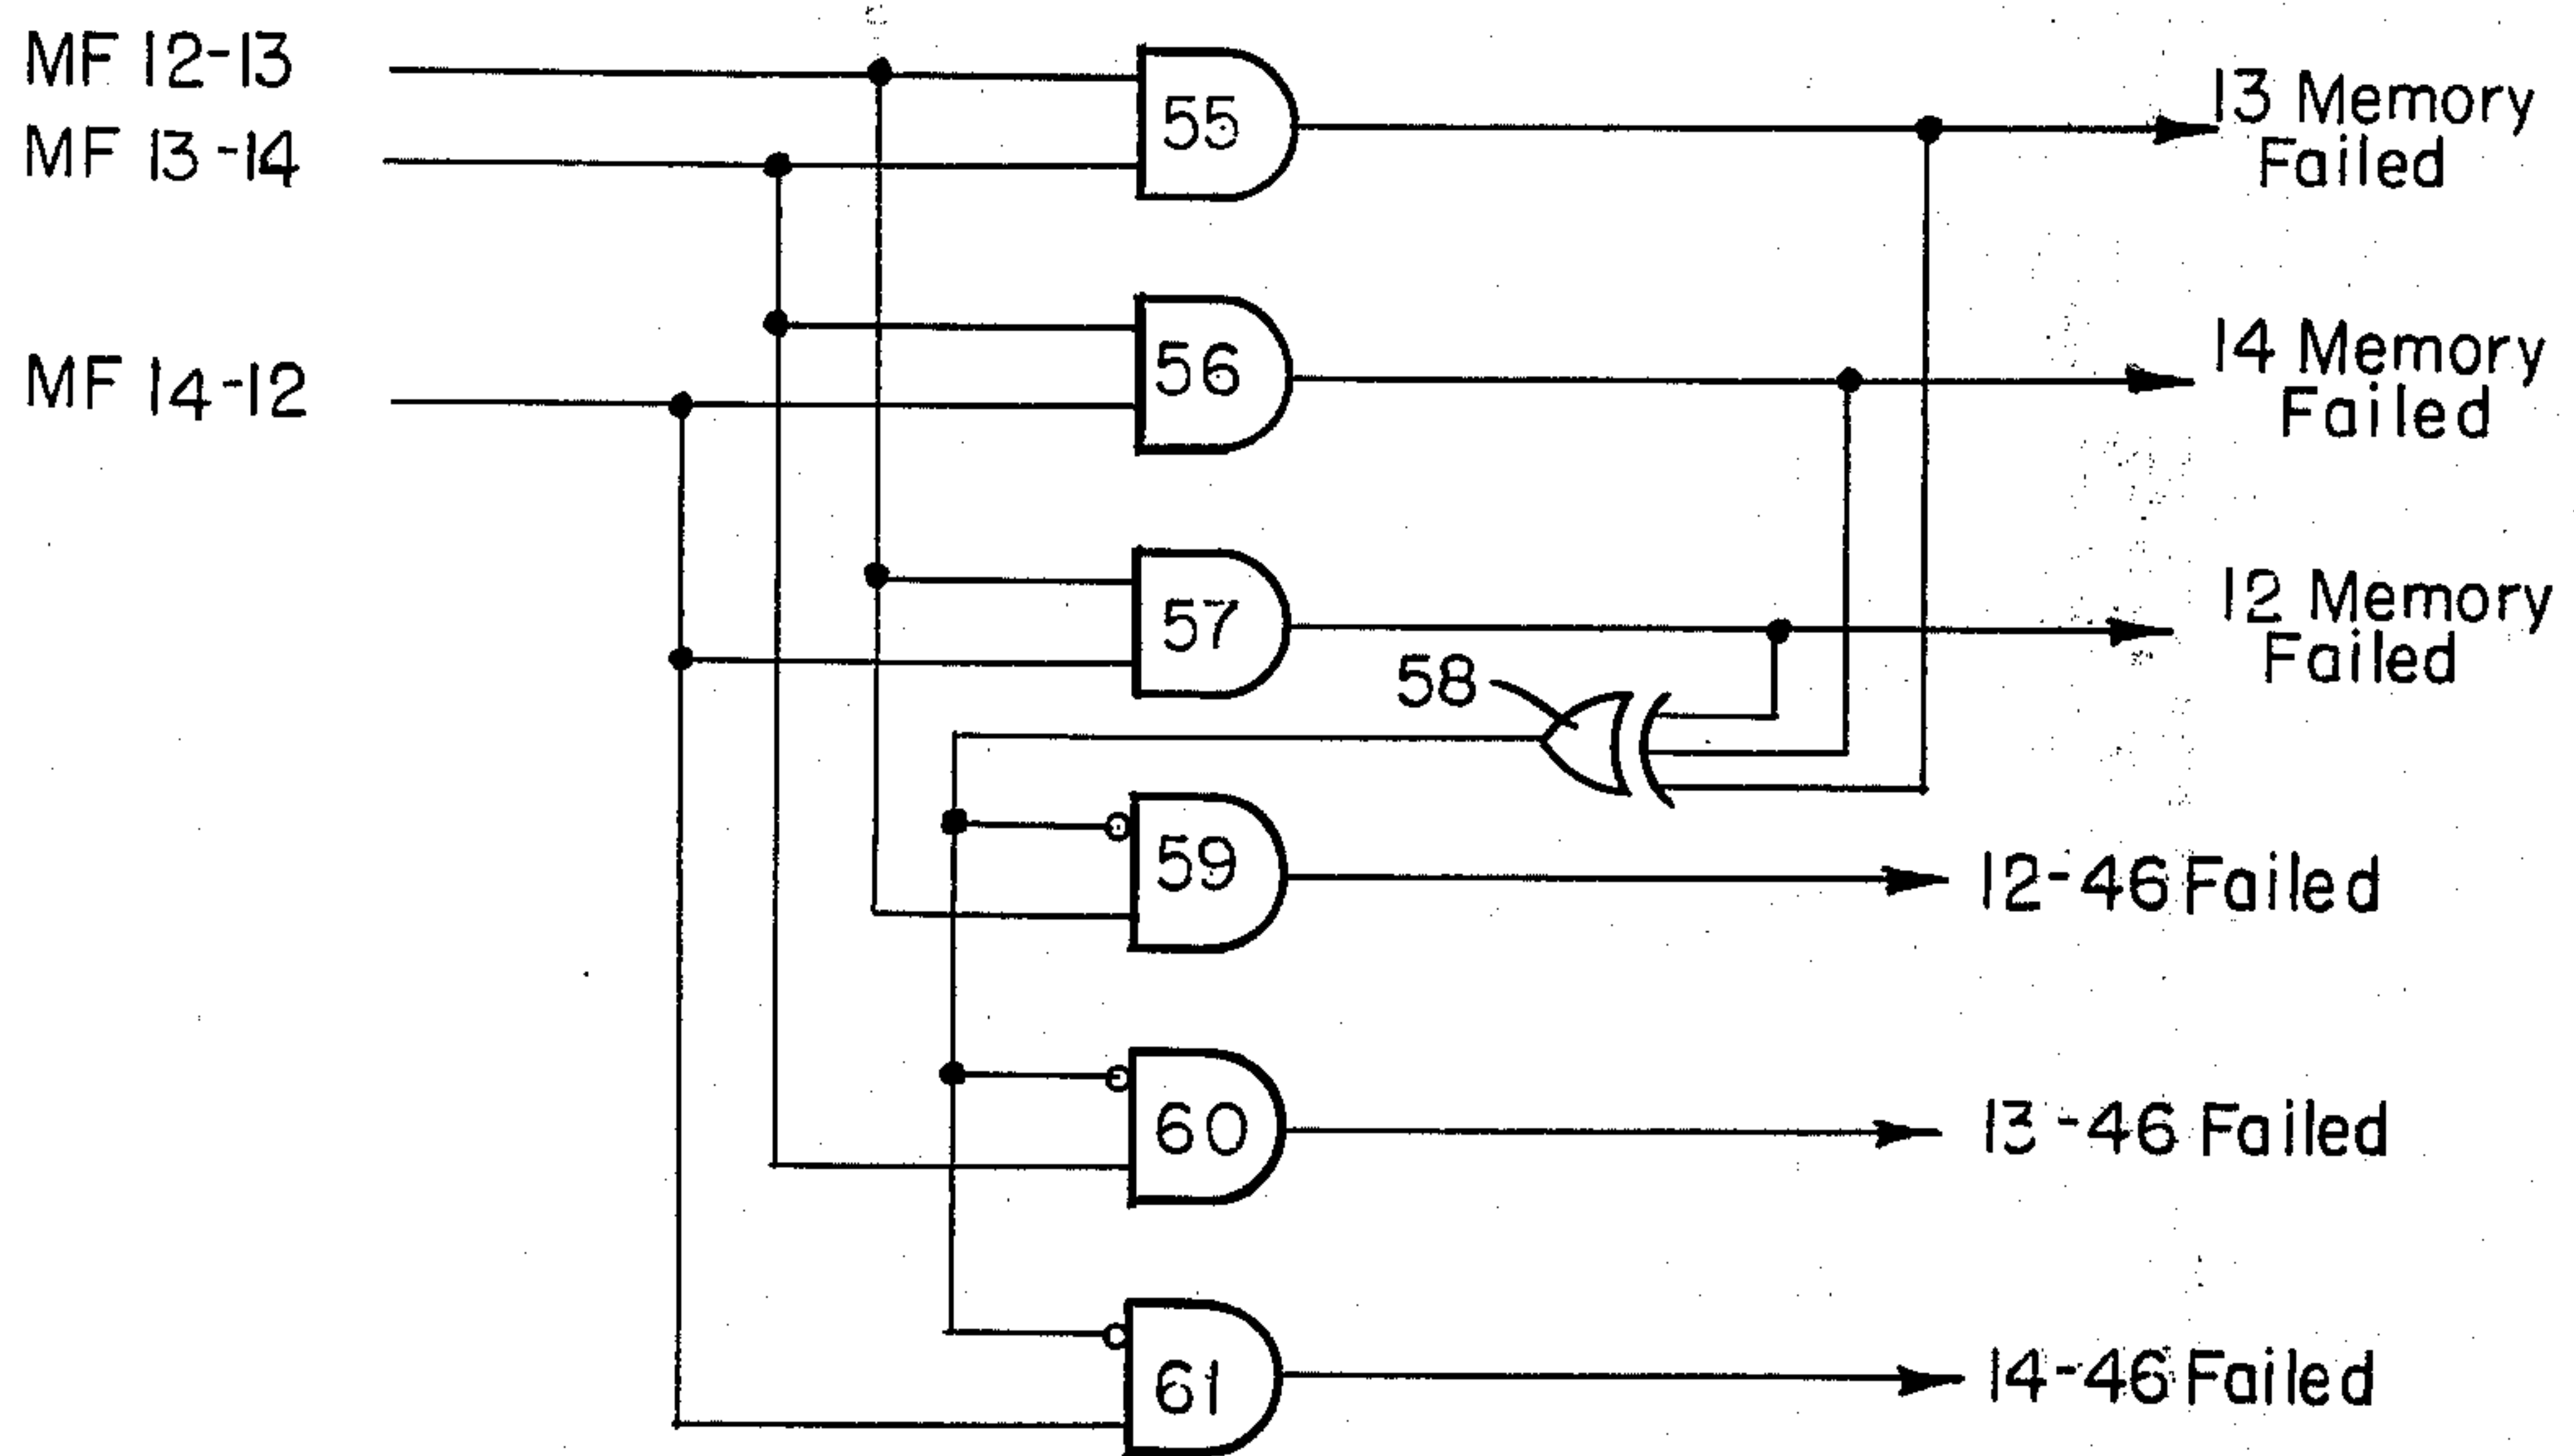 MF 12-13
MF 13-14
MF 14-12
55
56
57
58
59
60
61
13 Memory
Failed
14 Memory
Failed
12 Memory
Failed
12-46 Failed
13-46 Failed
14-46 Failed